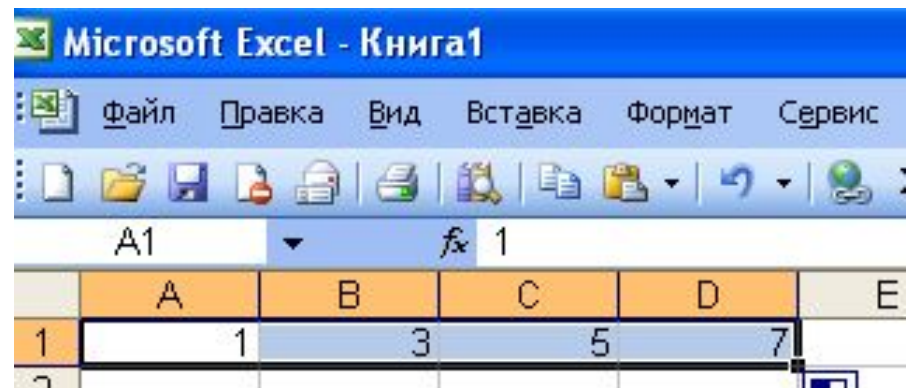 Microsoft Excel - Книга1
Файл Правка Вид Вставка Формат Сервис
A1 fx 1
A B C D E
1 1 3 5 7